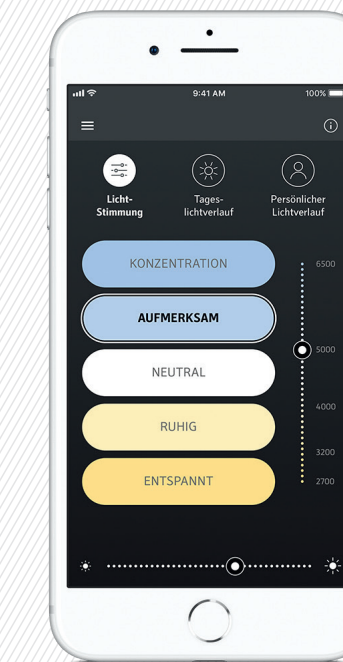 9:41 AM
100%
Licht-
Stimmung
Tages-
lichtverlauf
Persönlicher
Lichtverlauf
KONZENTRATION
6500
AUFMERKSAM
5000
NEUTRAL
4000
RUHIG
3200
ENTSPANNT
2700